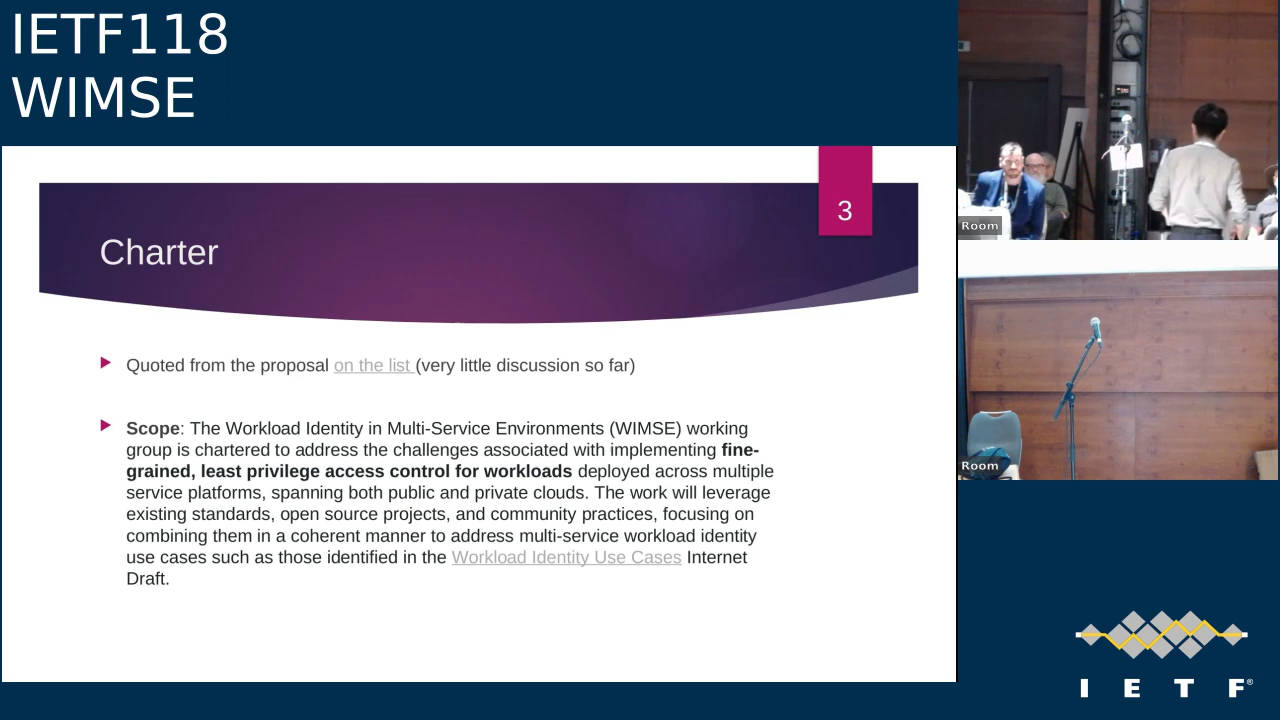 IETF118
WIMSE
3
Charter
Quoted from the proposal on the list (very little discussion so far)
Scope: The Workload Identity in Multi-Service Environments (WIMSE) working
group is chartered to address the challenges associated with implementing fine-
grained, least privilege access control for workloads deployed across multiple
service platforms, spanning both public and private clouds. The work will leverage
existing standards, open source projects, and community practices, focusing on
combining them in a coherent manner to address multi-service workload identity
use cases such as those identified in the Workload Identity Use Cases Internet
Draft.
Room
Room
I E T F®